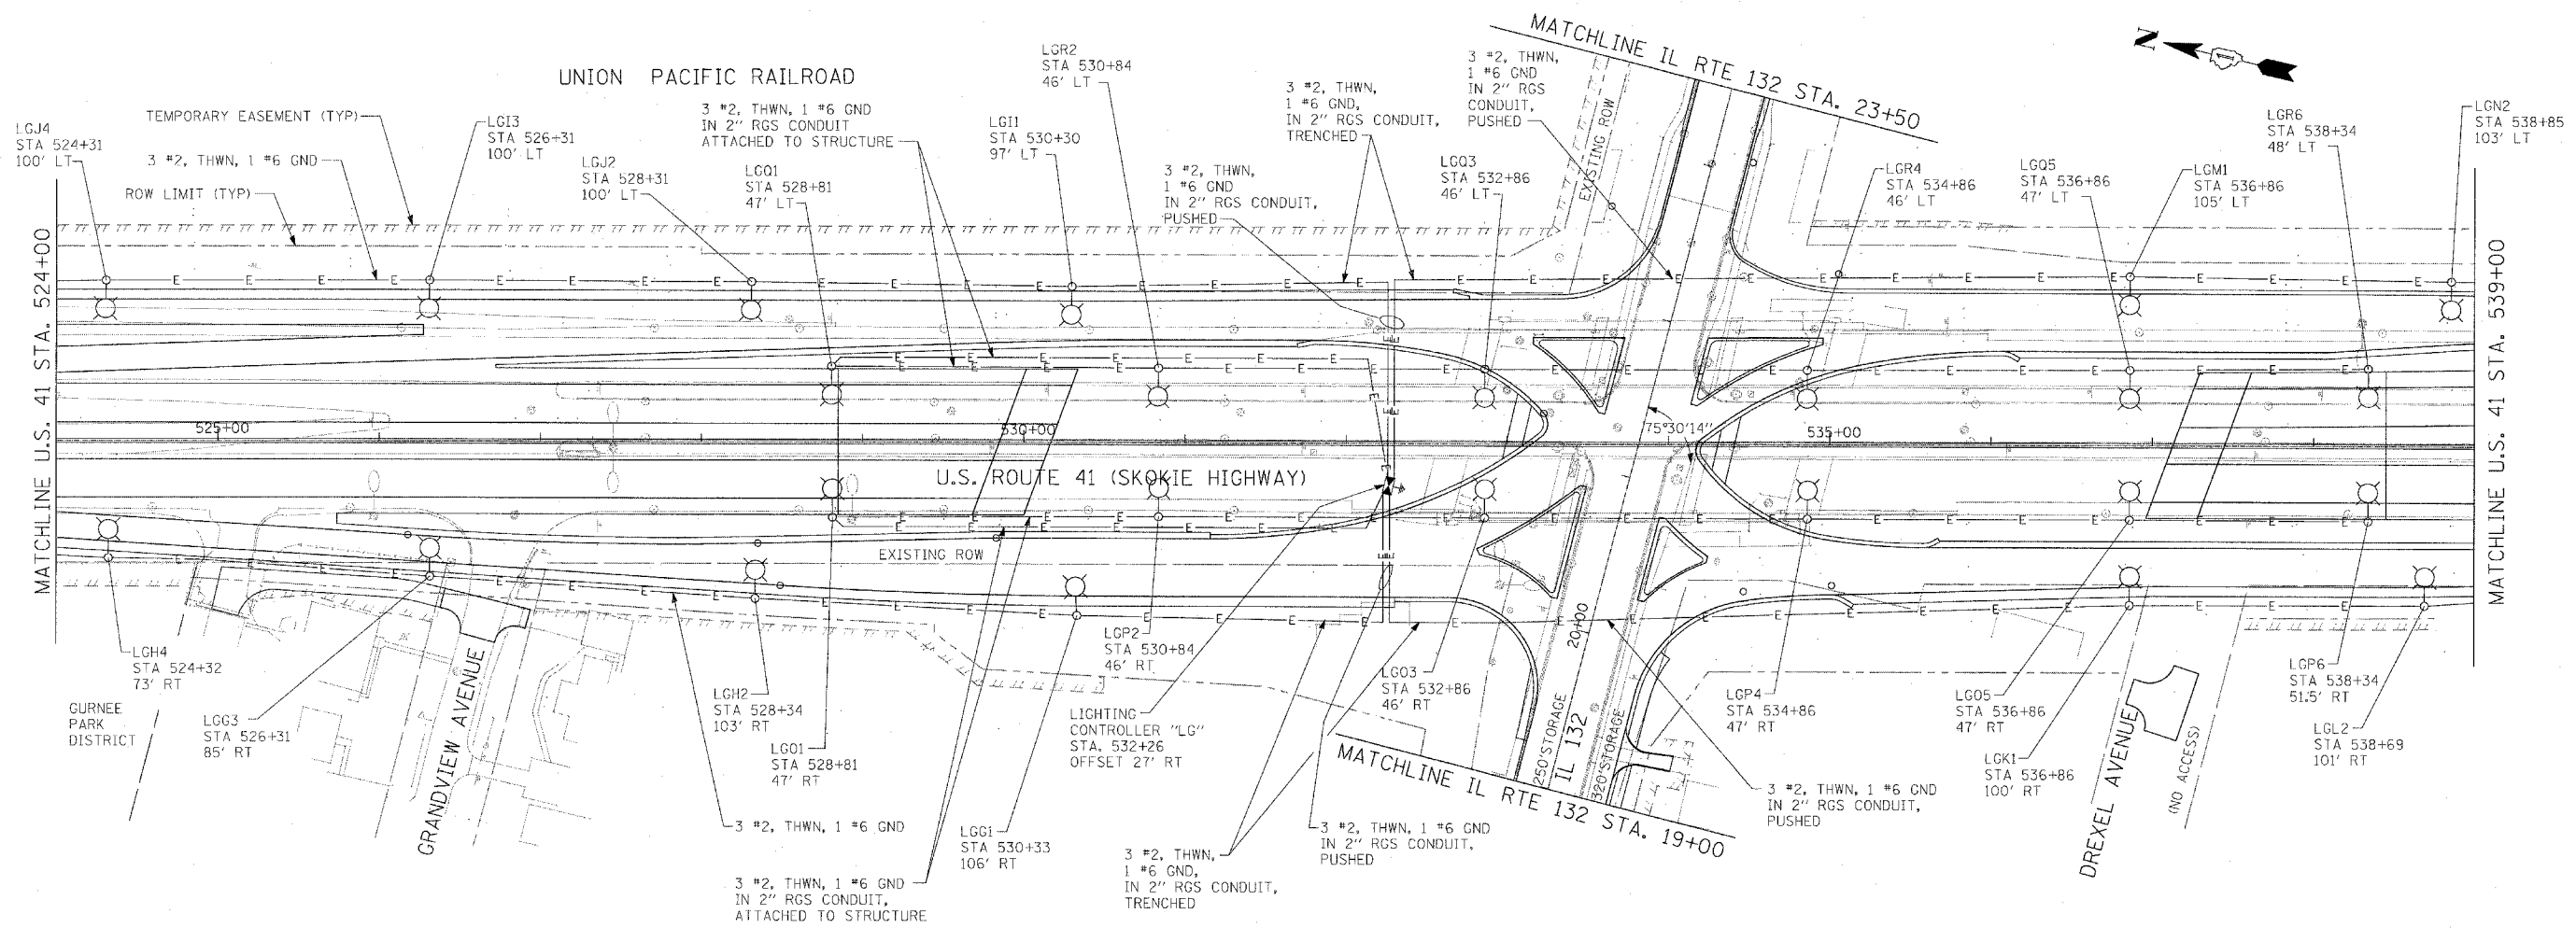 MATCHLINE IL RTE 132 STA. 23+50
N
UNION PACIFIC RAILROAD
TEMPORARY EASEMENT (TYP)
3 #2, THWN, 1 #6 GND
ROW LIMIT (TYP)
LGJ4
STA 524+31
100' LT
LGI3
STA 526+31
100' LT
LGJ2
STA 528+31
100' LT
3 #2, THWN, 1 #6 GND
IN 2" RGS CONDUIT
ATTACHED TO STRUCTURE
LGQ1
STA 528+81
47' LT
LGI1
STA 530+30
97' LT
LGR2
STA 530+84
46' LT
3 #2, THWN,
1 #6 GND
IN 2" RGS CONDUIT,
PUSHED
3 #2, THWN,
1 #6 GND,
IN 2" RGS CONDUIT,
TRENCHED
3 #2, THWN,
1 #6 GND
IN 2" RGS
CONDUIT,
PUSHED
LGQ3
STA 532+86
46' LT
EXISTING ROW
LGR4
STA 534+86
46' LT
LGQ5
STA 536+86
47' LT
LGM1
STA 536+86
105' LT
LGR6
STA 538+34
48' LT
LGN2
STA 538+85
103' LT
MATCHLINE U.S. 41 STA. 524+00
MATCHLINE U.S. 41 STA. 539+00
525+00
530+00
75°30'14"
535+00
U.S. ROUTE 41 (SKOKIE HIGHWAY)
EXISTING ROW
20+00
LGH4
STA 524+32
73' RT
GURNEE
PARK
DISTRICT
LGG3
STA 526+31
85' RT
GRANDVIEW AVENUE
LGH2
STA 528+34
103' RT
LGO1
STA 528+81
47' RT
3 #2, THWN, 1 #6 GND
3 #2, THWN, 1 #6 GND
IN 2" RGS CONDUIT,
ATTACHED TO STRUCTURE
LGG1
STA 530+33
106' RT
LGP2
STA 530+84
46' RT
LIGHTING
CONTROLLER "LG"
STA. 532+26
OFFSET 27' RT
3 #2, THWN,
1 #6 GND,
IN 2" RGS CONDUIT,
TRENCHED
3 #2, THWN, 1 #6 GND
IN 2" RGS CONDUIT,
PUSHED
LGO3
STA 532+86
46' RT
250'STORAGE
IL 132
320'STORAGE
MATCHLINE IL RTE 132 STA. 19+00
LGP4
STA 534+86
47' RT
3 #2, THWN, 1 #6 GND
IN 2" RGS CONDUIT,
PUSHED
LGO5
STA 536+86
47' RT
LGK1
STA 536+86
100' RT
DREXEL AVENUE
(NO ACCESS)
LGP6
STA 538+34
51.5' RT
LGL2
STA 538+69
101' RT